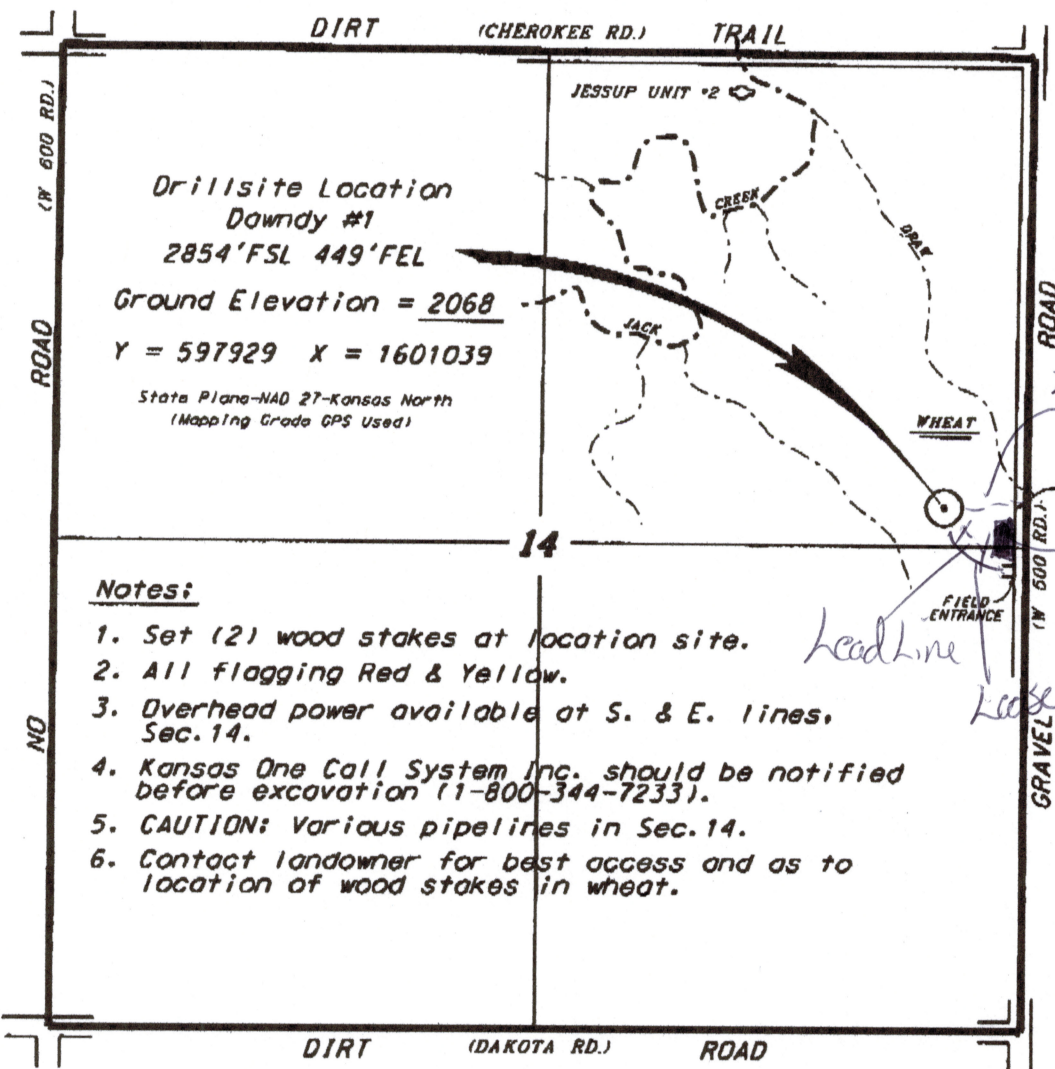 DIRT (CHEROKEE RD.) TRAIL
(W 600 RD.)
ROAD
NO
JESSUP UNIT #2
CREEK
DRAW
JACK
Drillsite Location
Downdy #1
2854'FSL 449'FEL
Ground Elevation = 2068
Y = 597929 X = 1601039
State Plane-NAD 27-Kansas North
(Mapping Grade GPS Used)
WHEAT
ROAD
(W 500 RD.)
GRAVEL
14
FIELD
ENTRANCE
Lead Line
Lease
Notes:
1. Set (2) wood stakes at location site.
2. All flagging Red & Yellow.
3. Overhead power available at S. & E. lines,
Sec. 14.
4. Kansas One Call System Inc. should be notified
before excavation (1-800-344-7233).
5. CAUTION: Various pipelines in Sec. 14.
6. Contact landowner for best access and as to
location of wood stakes in wheat.
DIRT (DAKOTA RD.) ROAD